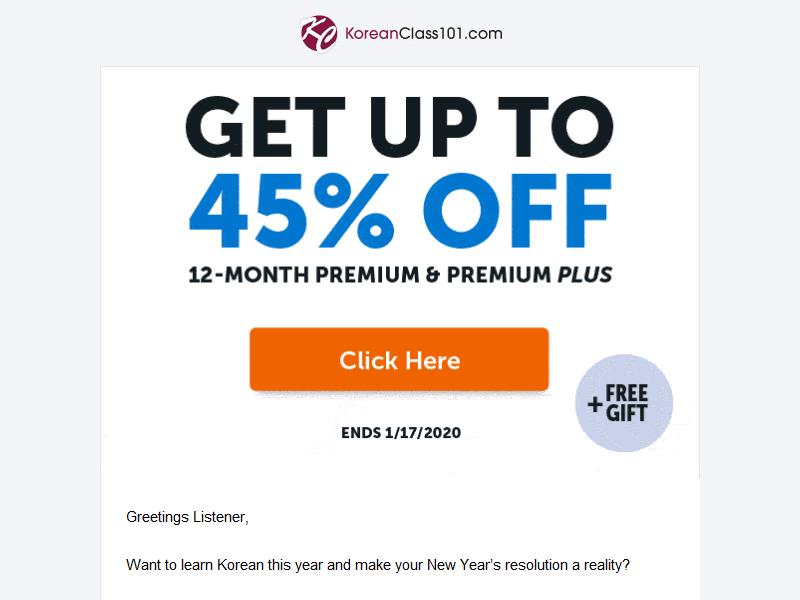 KoreanClass101.com
GET UP TO
45% OFF
12-MONTH PREMIUM & PREMIUM PLUS
Click Here
+ FREE
GIFT
ENDS 1/17/2020
Greetings Listener,
Want to learn Korean this year and make your New Year’s resolution a reality?